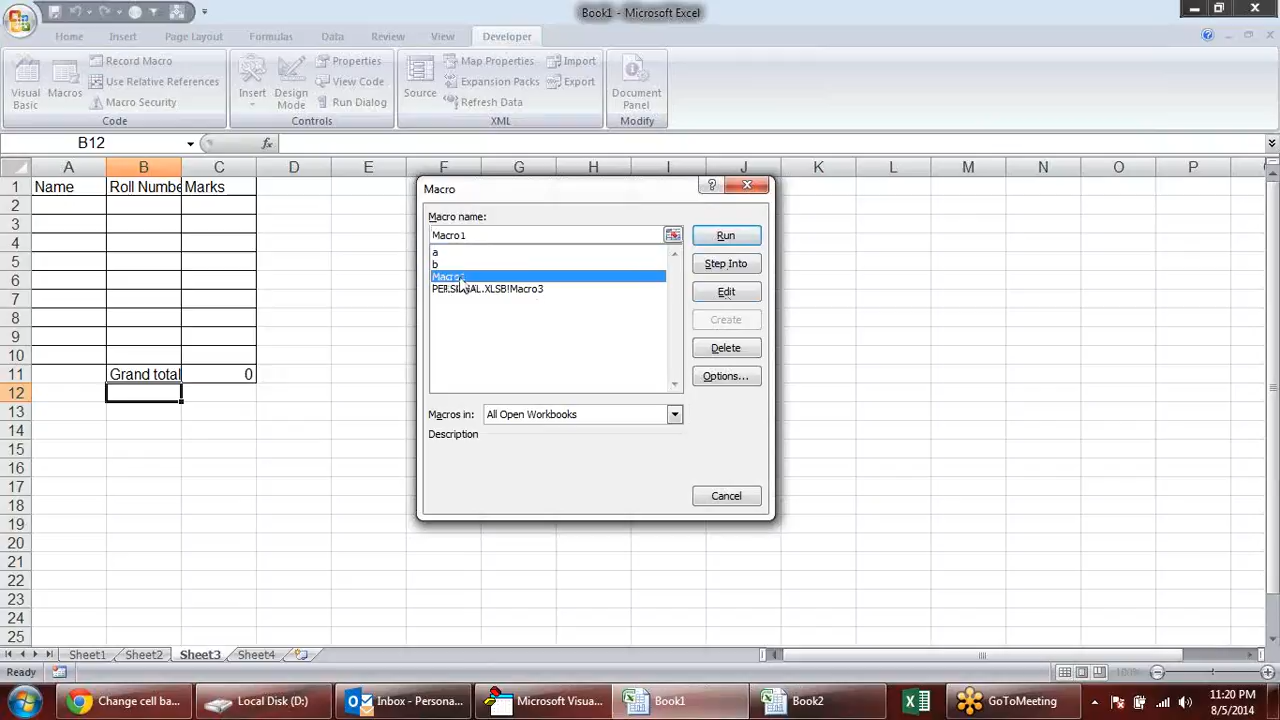 Book1 - Microsoft Excel
Home Insert Page Layout Formulas Data Review View Developer
Visual Basic
Macros
Record Macro
Use Relative References
Macro Security
Code
Insert
Design Mode
Properties
View Code
Run Dialog
Controls
Source
Map Properties
Expansion Packs
Refresh Data
Import
Export
XML
Document Panel
Modify
B12
fx
A B C D E F G H I J K L M N O P
1 Name Roll Numbe Marks
2
3
4
5
6
7
8
9
10
11 Grand total 0
12
13
14
15
16
17
18
19
20
21
22
23
24
25
Macro
Macro name:
Macro1
a
b
Macro1
PERSONAL.XLSB!Macro3
Run
Step Into
Edit
Create
Delete
Options...
Macros in: All Open Workbooks
Description
Cancel
Sheet1 Sheet2 Sheet3 Sheet4
Ready
100%
Change cell ba...
Local Disk (D:)
Inbox - Persona...
Microsoft Visua...
Book1
Book2
GoToMeeting
11:20 PM
8/5/2014